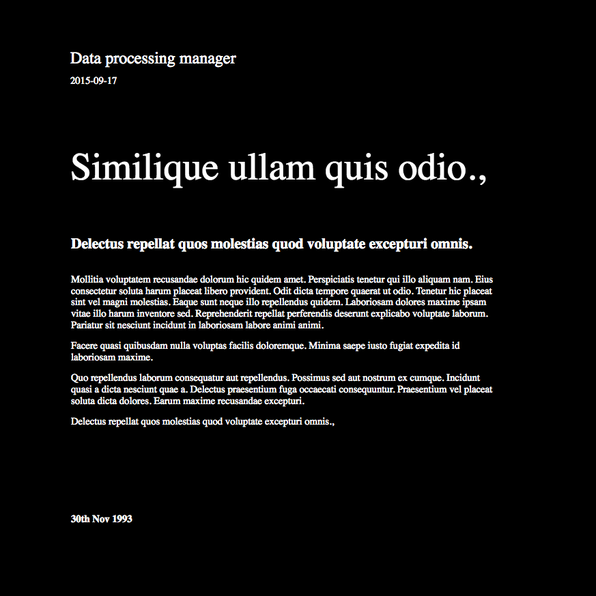 Data processing manager
2015-09-17
Similique ullam quis odio.,
Delectus repellat quos molestias quod voluptate excepturi omnis.
Mollitia voluptatem recusandae dolorum hic quidem amet. Perspiciatis tenetur qui illo aliquam nam. Eius
consectetur soluta harum placeat libero provident. Odit dicta tempore quaerat ut odio. Tenetur hic placeat
sint vel magni molestias. Eaque sunt neque illo repellendus quidem. Laboriosam dolores maxime ipsam
vitae illo harum inventore sed. Reprehenderit repellat perferendis deserunt explicabo voluptate laborum.
Pariatur sit nesciunt incidunt in laboriosam labore animi animi.
Facere quasi quibusdam nulla voluptas facilis doloremque. Minima saepe iusto fugiat expedita id
laboriosam maxime.
Quo repellendus laborum consequatur aut repellendus. Possimus sed aut nostrum ex cumque. Incidunt
quasi a dicta nesciunt quae a. Delectus praesentium fuga occaecati consequuntur. Praesentium vel placeat
soluta dicta dolores. Earum maxime recusandae excepturi.
Delectus repellat quos molestias quod voluptate excepturi omnis.,
30th Nov 1993